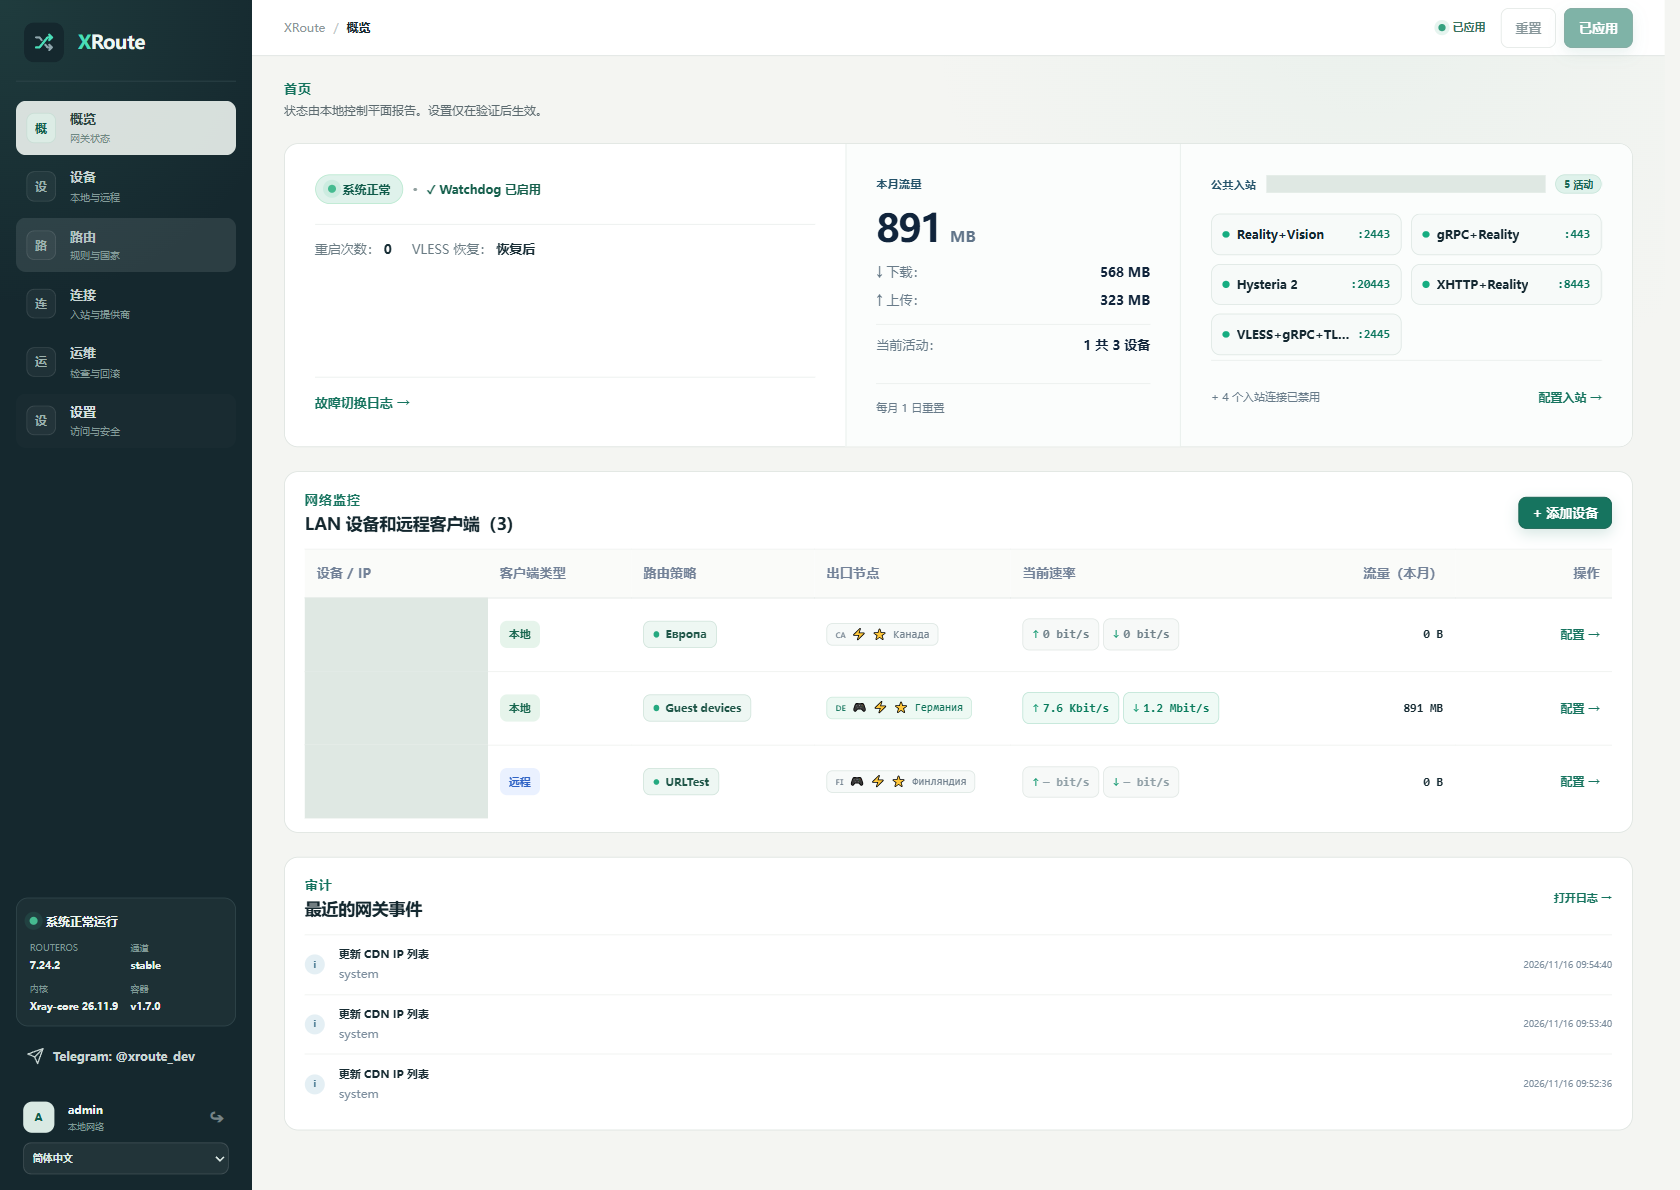 XRoute
概
概览
网关状态
设
设备
本地与远程
路
路由
规则与国家
连
连接
入站与提供商
运
运维
检查与回滚
设
设置
访问与安全
系统正常运行
ROUTEROS
通道
7.24.2
stable
内核
容器
Xray-core 26.11.9
v1.7.0
Telegram: @xroute_dev
A
admin
本地网络
简体中文
XRoute / 概览
已应用
重置
已应用
首页
状态由本地控制平面报告。设置仅在验证后生效。
系统正常 • ✓ Watchdog 已启用
重启次数: 0 VLESS 恢复: 恢复后
故障切换日志 →
本月流量
891 MB
↓ 下载: 568 MB
↑ 上传: 323 MB
当前活动: 1 共 3 设备
每月 1 日重置
公共入站 5 活动
Reality+Vision :2443
gRPC+Reality :443
Hysteria 2 :20443
XHTTP+Reality :8443
VLESS+gRPC+TL... :2445
+ 4 个入站连接已禁用
配置入站 →
网络监控
LAN 设备和远程客户端（3）
+ 添加设备
设备 / IP 客户端类型 路由策略 出口节点 当前速率 流量（本月） 操作
本地 Европа CA ⚡ ⭐ Канада ↑ 0 bit/s ↓ 0 bit/s 0 B 配置 →
本地 Guest devices DE 🎮 ⚡ ⭐ Германия ↑ 7.6 Kbit/s ↓ 1.2 Mbit/s 891 MB 配置 →
远程 URLTest FI 🎮 ⚡ ⭐ Финляндия ↑ — bit/s ↓ — bit/s 0 B 配置 →
审计
最近的网关事件
打开日志 →
i
更新 CDN IP 列表
system
2026/11/16 09:54:40
i
更新 CDN IP 列表
system
2026/11/16 09:53:40
i
更新 CDN IP 列表
system
2026/11/16 09:52:36